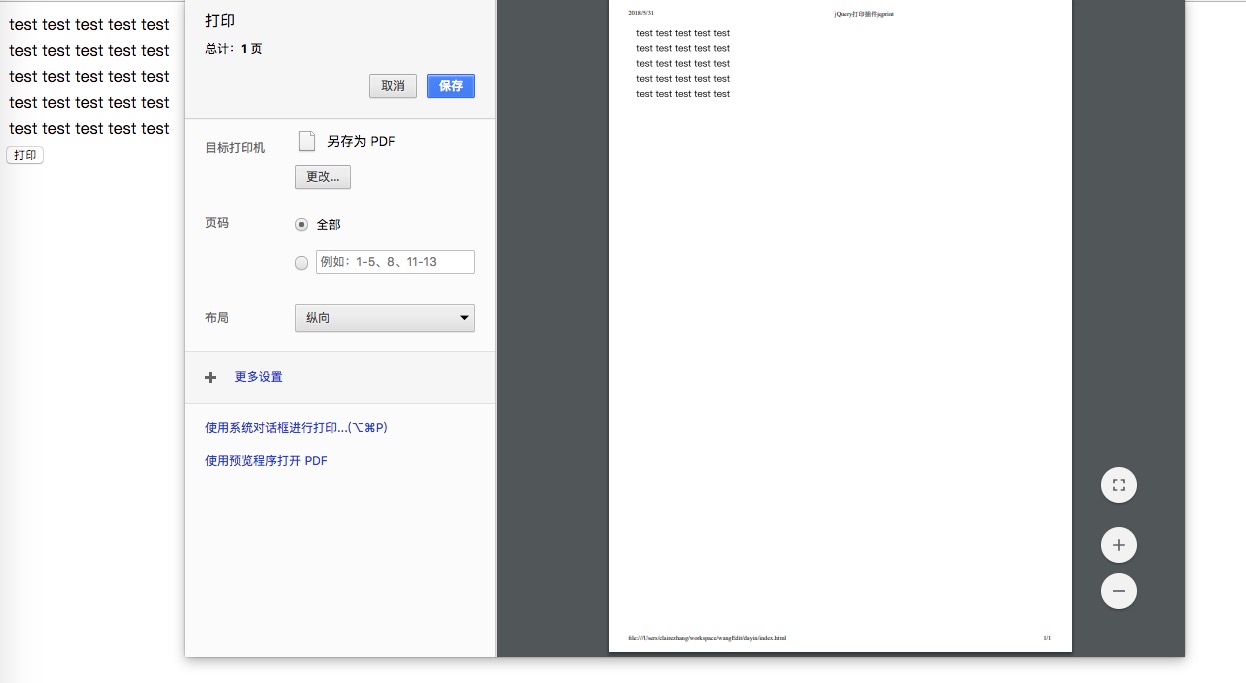 test test test test test
test test test test test
test test test test test
test test test test test
test test test test test
打印
打印
总计：1 页
取消
保存
目标打印机
另存为 PDF
更改...
页码
全部
例如：1-5、8、11-13
布局
纵向
更多设置
使用系统对话框进行打印...(⌥⌘P)
使用预览程序打开 PDF
2018/5/31
jQuery打印插件jqprint
test test test test test
test test test test test
test test test test test
test test test test test
test test test test test
file:///Users/clairezhang/workspace/wangEdit/dayin/index.html
1/1